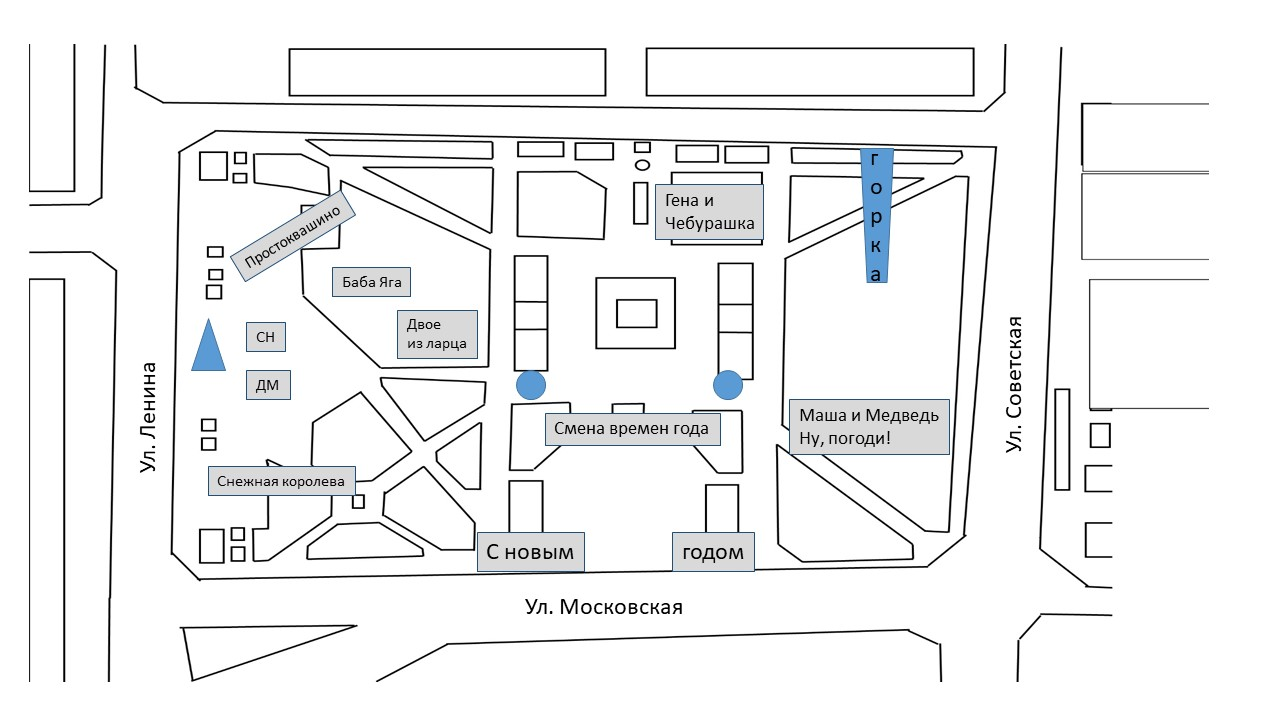 г
о
р
к
а
Гена и
Чебурашка
Простоквашино
Баба Яга
Двое
из ларца
СН
ДМ
Ул. Ленина
Ул. Советская
Смена времен года
Маша и Медведь
Ну, погоди!
Снежная королева
С новым
годом
Ул. Московская